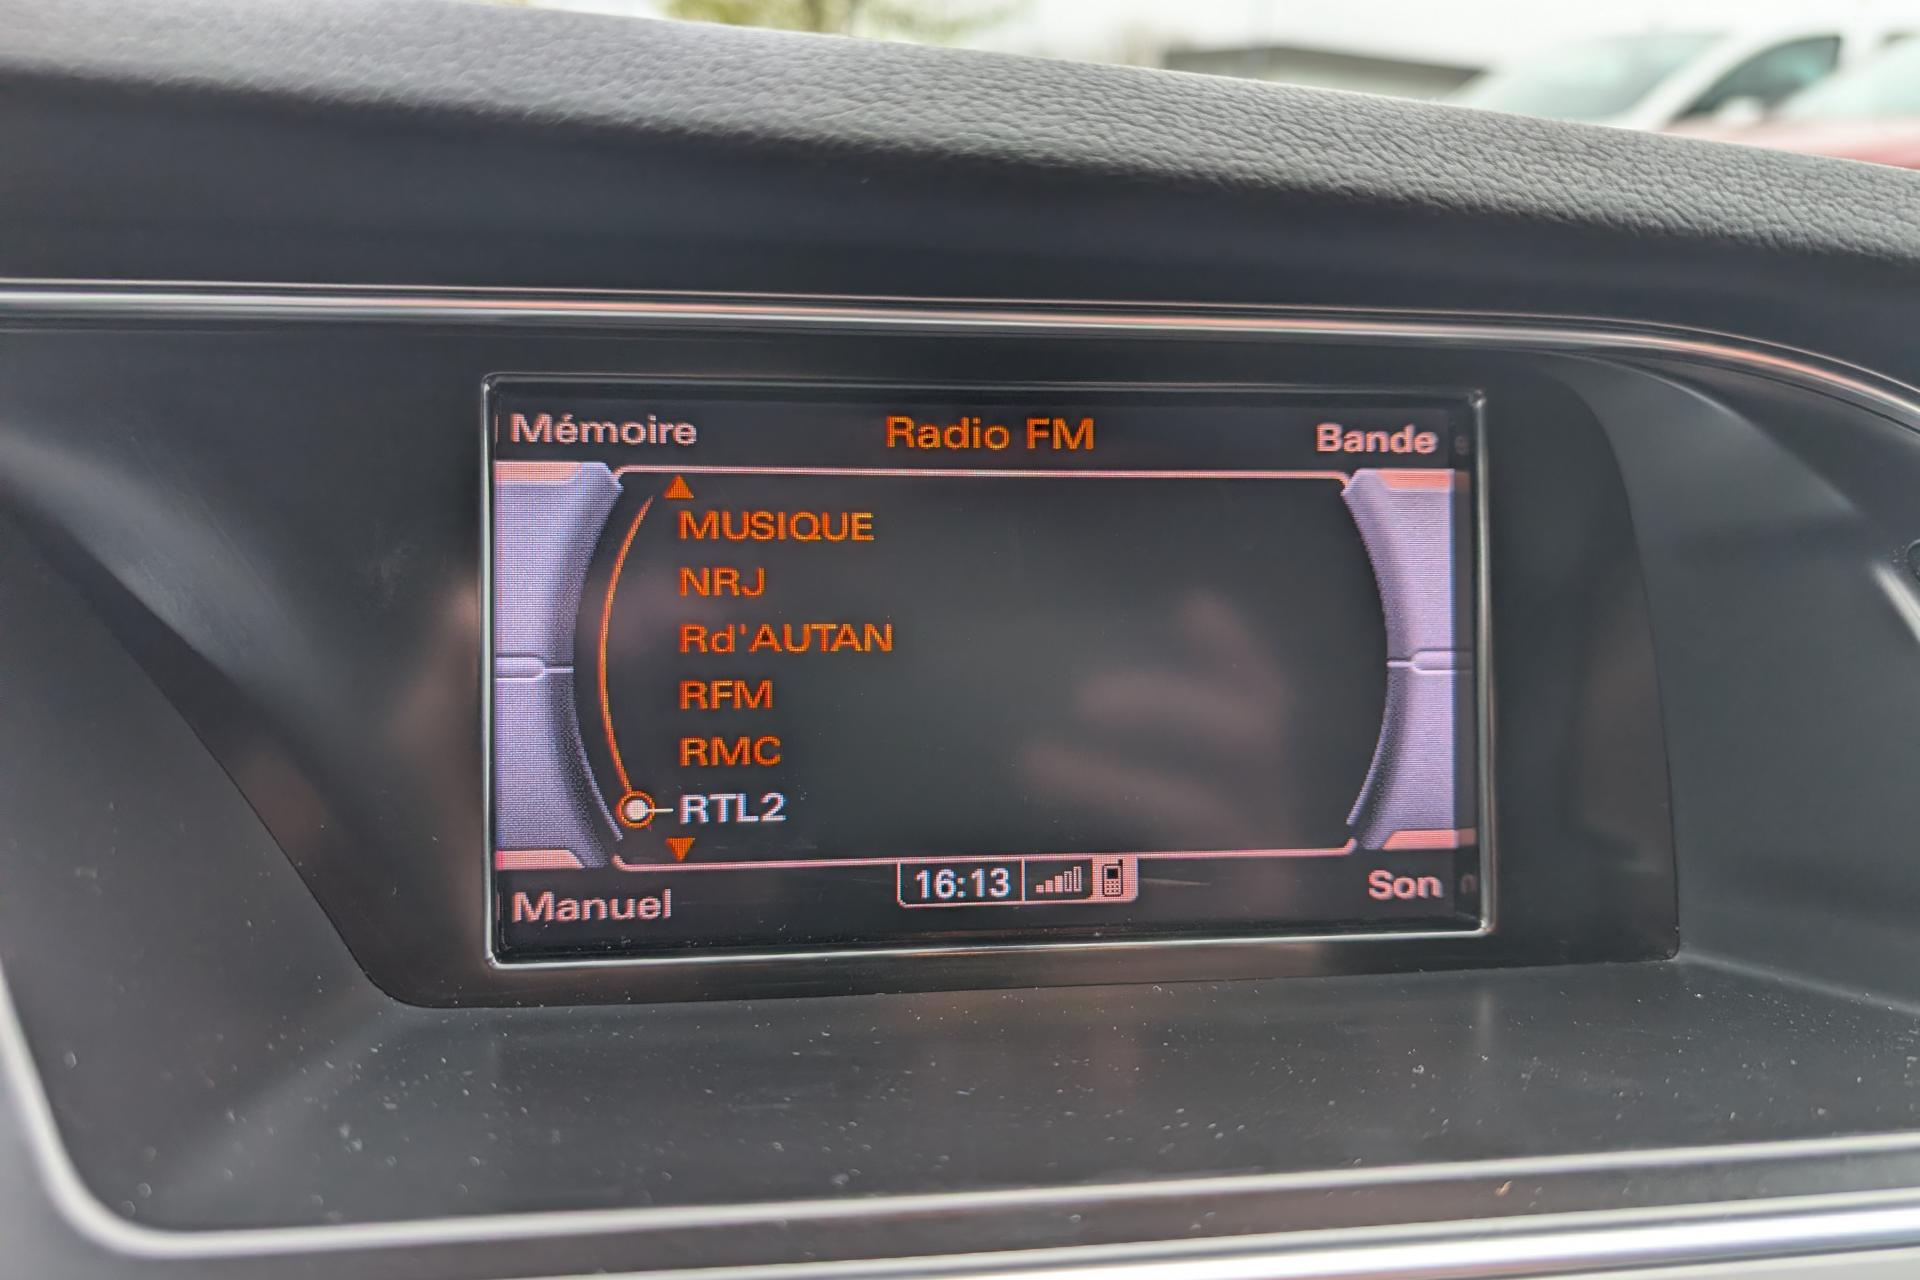 Mémoire
Radio FM
Bande
MUSIQUE
NRJ
Rd'AUTAN
RFM
RMC
RTL2
Manuel
16:13
Son